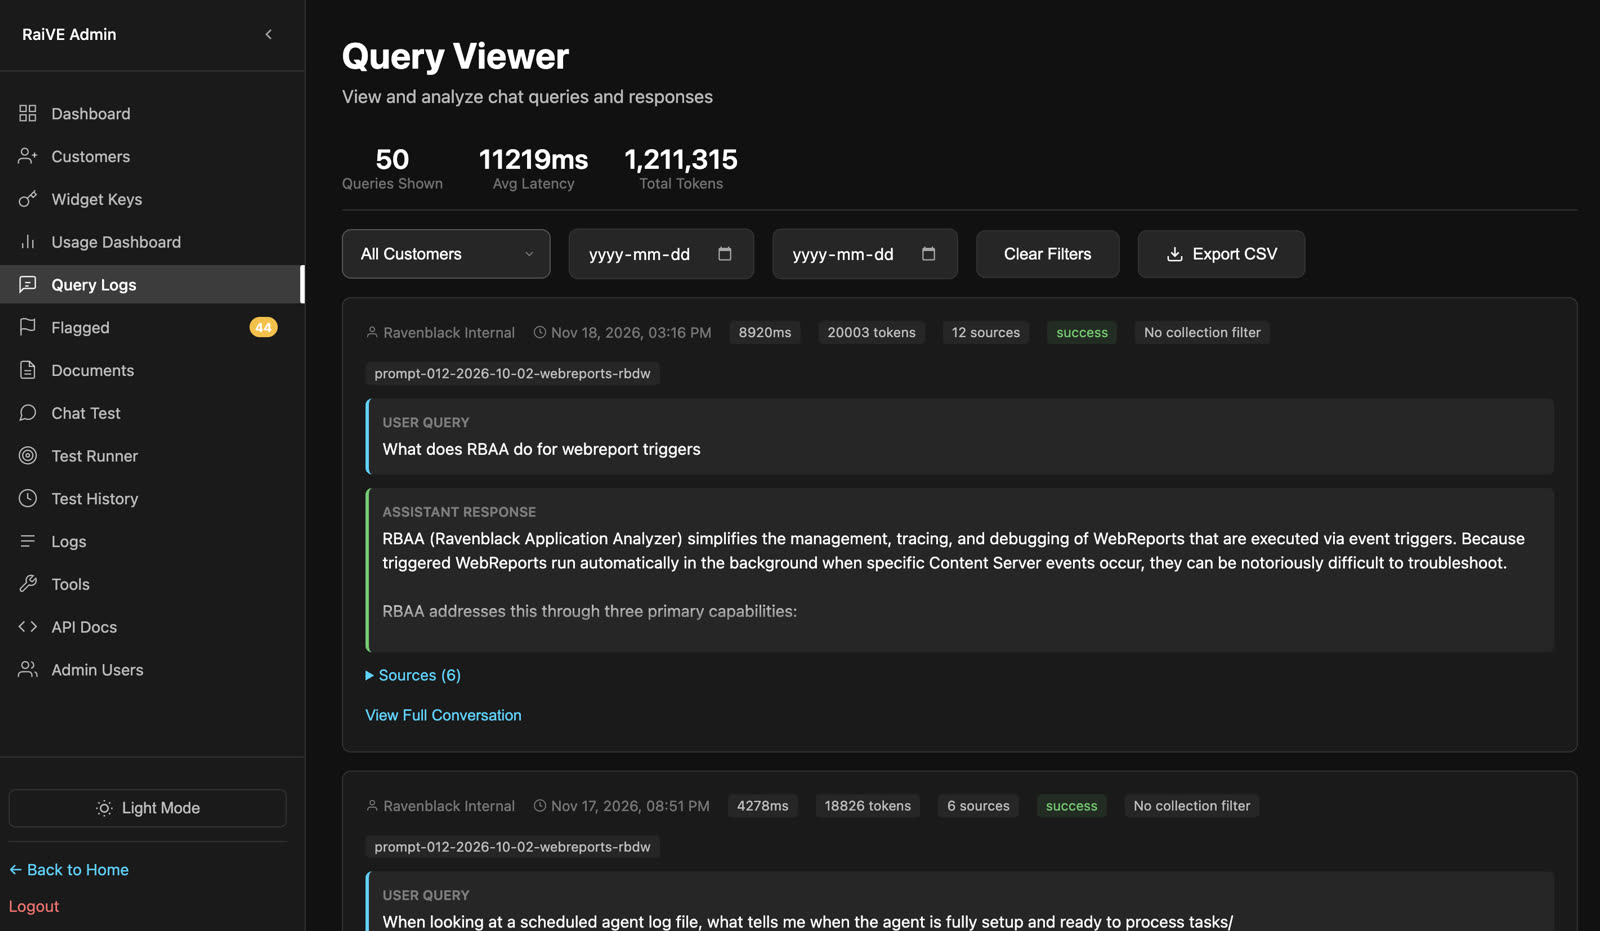 RaiVE Admin
Dashboard
Customers
Widget Keys
Usage Dashboard
Query Logs
Flagged 44
Documents
Chat Test
Test Runner
Test History
Logs
Tools
API Docs
Admin Users
Light Mode
← Back to Home
Logout
Query Viewer
View and analyze chat queries and responses
50 11219ms 1,211,315
Queries Shown Avg Latency Total Tokens
All Customers yyyy-mm-dd yyyy-mm-dd Clear Filters Export CSV
Ravenblack Internal Nov 18, 2026, 03:16 PM 8920ms 20003 tokens 12 sources success No collection filter
prompt-012-2026-10-02-webreports-rbdw
USER QUERY
What does RBAA do for webreport triggers
ASSISTANT RESPONSE
RBAA (Ravenblack Application Analyzer) simplifies the management, tracing, and debugging of WebReports that are executed via event triggers. Because
triggered WebReports run automatically in the background when specific Content Server events occur, they can be notoriously difficult to troubleshoot.
RBAA addresses this through three primary capabilities:
Sources (6)
View Full Conversation
Ravenblack Internal Nov 17, 2026, 08:51 PM 4278ms 18826 tokens 6 sources success No collection filter
prompt-012-2026-10-02-webreports-rbdw
USER QUERY
When looking at a scheduled agent log file, what tells me when the agent is fully setup and ready to process tasks/